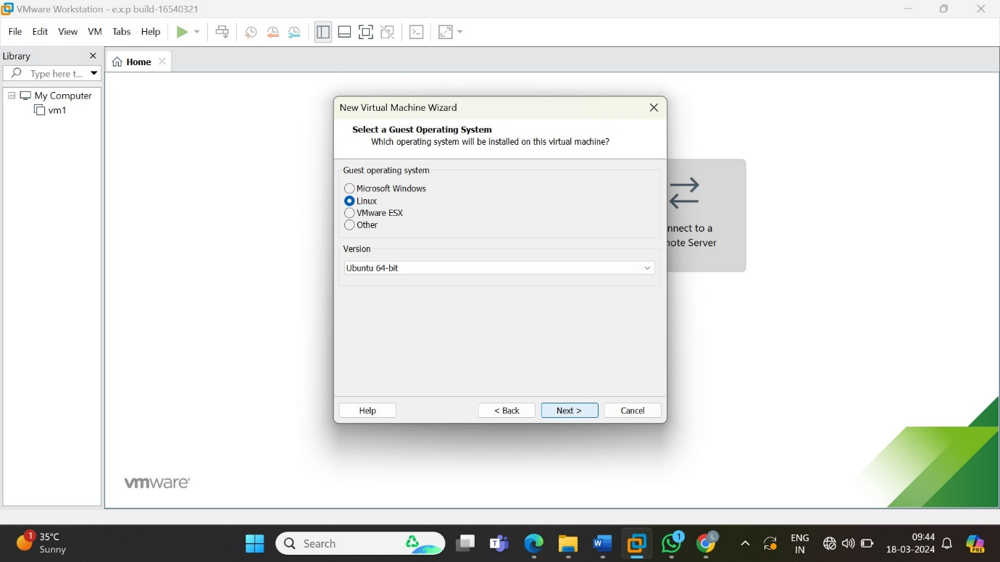 VMware Workstation - e.x.p build-16540321
File Edit View VM Tabs Help
Library
Type here t...
Home
My Computer
vm1
New Virtual Machine Wizard
Select a Guest Operating System
Which operating system will be installed on this virtual machine?
Guest operating system
Microsoft Windows
Linux
VMware ESX
Other
Version
Ubuntu 64-bit
nnect to a
note Server
Help
< Back
Next >
Cancel
vmware
1
35°C
Sunny
Search
1
L
ENG
IN
09:44
18-03-2024
PRE